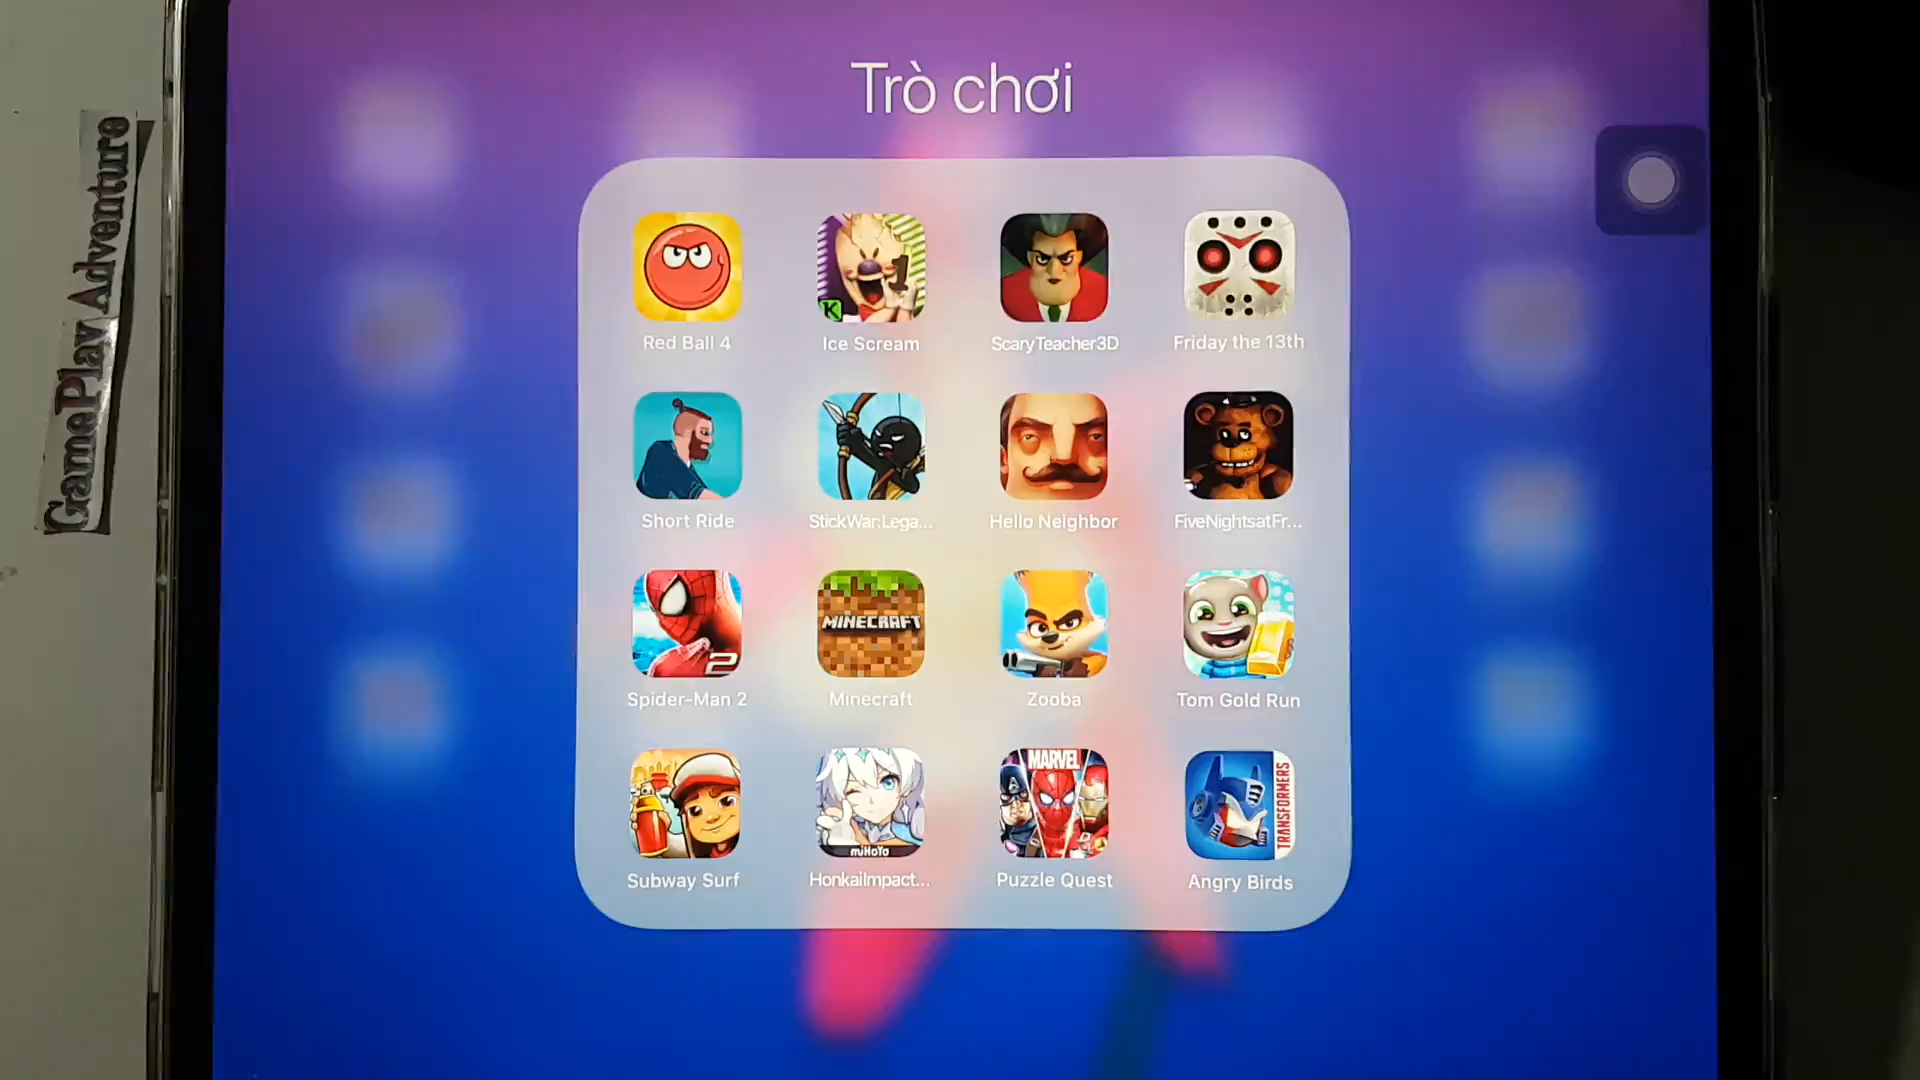 Trò chơi
GamePlay Adventure
Red Ball 4
Ice Scream
ScaryTeacher3D
Friday the 13th
Short Ride
StickWar:Lega...
Hello Neighbor
FiveNightsatFr...
2
MINECRAFT
Spider-Man 2
Minecraft
Zooba
Tom Gold Run
miHoYo
MARVEL
TRANSFORMERS
Subway Surf
HonkaiImpact...
Puzzle Quest
Angry Birds
1
K